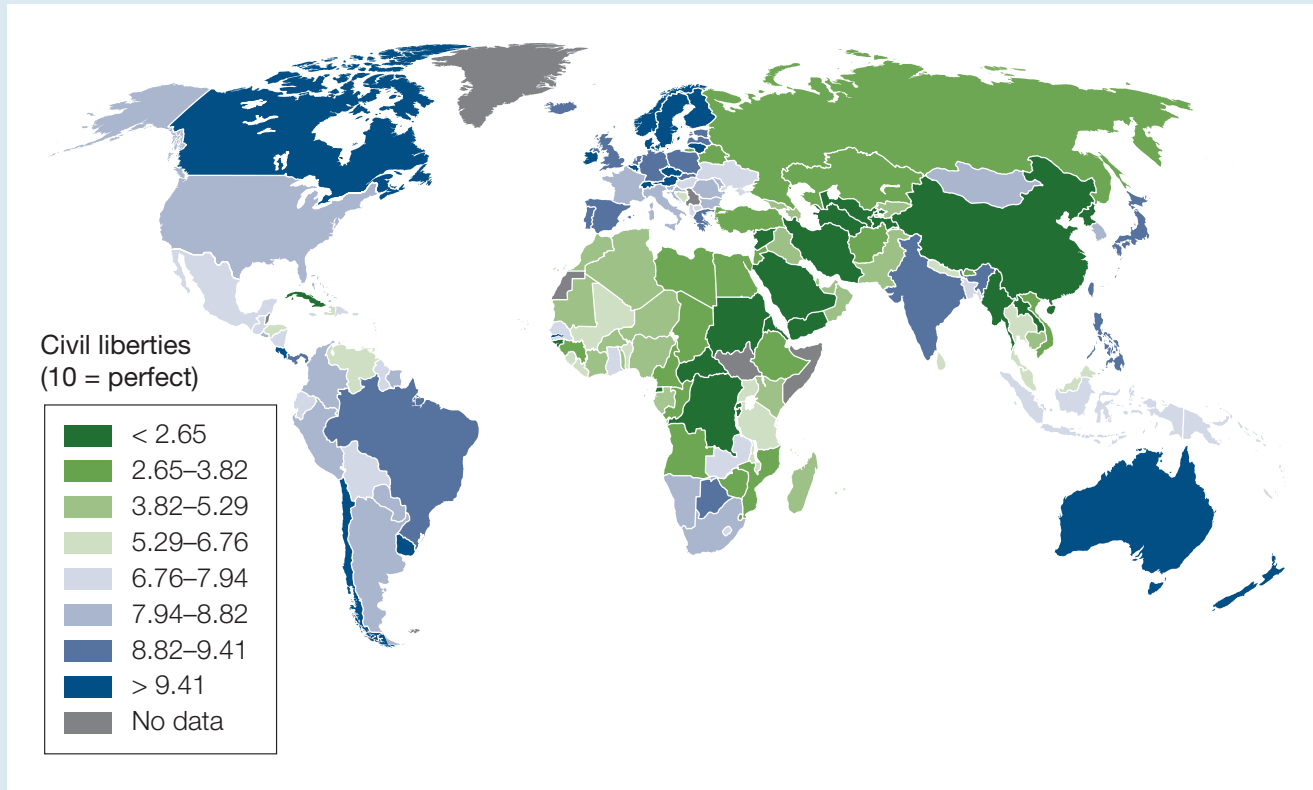 Civil liberties
(10 = perfect)
< 2.65
2.65–3.82
3.82–5.29
5.29–6.76
6.76–7.94
7.94–8.82
8.82–9.41
> 9.41
No data